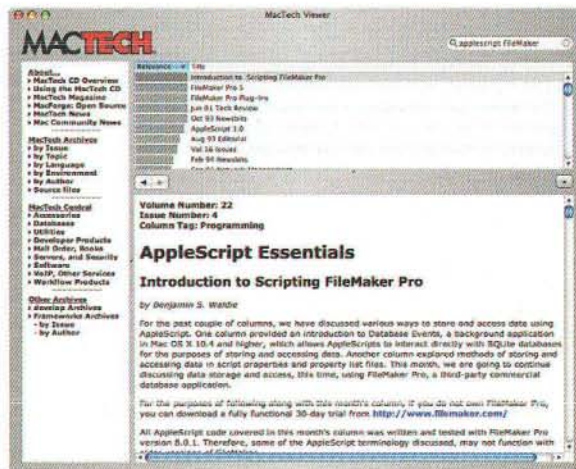 MacTech Viewer
MACTECH.
applescript FileMaker
About...
MacTech CD Overview
Using the MacTech CD
MacTech Magazine
MacForge: Open Source
MacTech News
Mac Community News
MacTech Archives
by Issue
by Topic
by Language
by Environment
by Author
Source files
MacTech Central
Accessories
Databases
Utilities
Developer Products
Mail Order, Books
Servers, and Security
Software
VoIP, Other Services
Workflow Products
Other Archives
develop Archives
Frameworks Archives
- by Issue
- by Author
Relevance Title
Introduction to Scripting FileMaker Pro
FileMaker Pro 5
FileMaker Pro Plug-Ins
Jun 01 Tech Review
Oct 93 Newsbits
AppleScript 1.0
Aug 93 Editorial
Vol 16 Issues
Feb 94 Newsbits
Volume Number: 22
Issue Number: 4
Column Tag: Programming
AppleScript Essentials
Introduction to Scripting FileMaker Pro
by Benjamin S. Waldie
For the past couple of columns, we have discussed various ways to store and access data using
AppleScript. One column provided an introduction to Database Events, a background application
in Mac OS X 10.4 and higher, which allows AppleScripts to interact directly with SQLite databases
for the purposes of storing and accessing data. Another column explored methods of storing and
accessing data in script properties and property list files. This month, we are going to continue
discussing data storage and access, this time, using FileMaker Pro, a third-party commercial
database application.
For the purposes of following along with this month's column, if you do not own FileMaker Pro,
you can download a fully functional 30-day trial from http://www.filemaker.com/
All AppleScript code covered in this month's column was written and tested with FileMaker Pro
version 8.0.1. Therefore, some of the AppleScript terminology discussed, may not function with